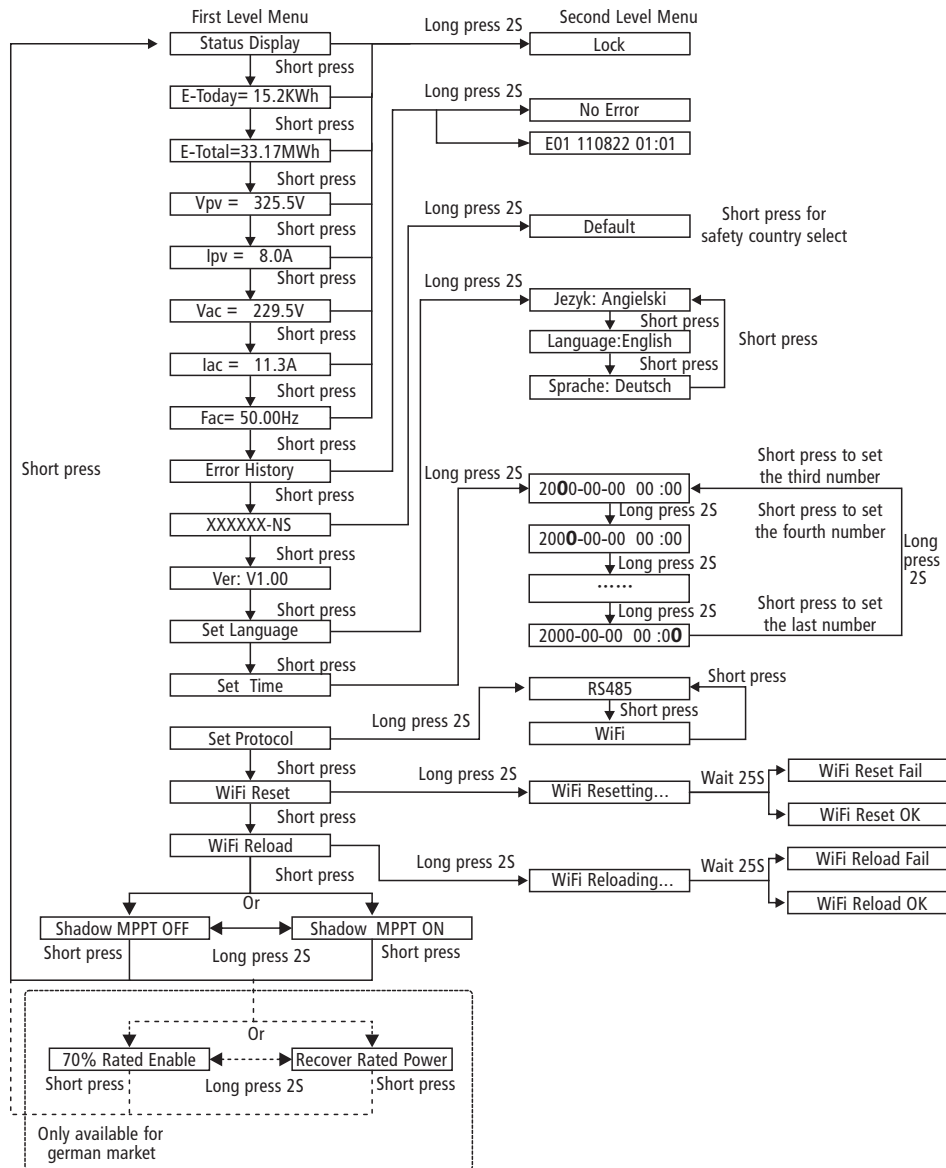 First Level Menu
Second Level Menu
Status Display
Long press 2S
Lock
Short press
E-Today= 15.2KWh
Short press
E-Total=33.17MWh
Short press
Vpv = 325.5V
Short press
Ipv = 8.0A
Short press
Vac = 229.5V
Short press
Iac = 11.3A
Short press
Fac= 50.00Hz
Short press
Error History
Long press 2S
No Error
E01 110822 01:01
Short press
XXXXXX-NS
Long press 2S
Default
Short press for
safety country select
Short press
Ver: V1.00
Short press
Set Language
Long press 2S
Jezyk: Angielski
Short press
Language:English
Short press
Sprache: Deutsch
Short press
Short press
Set Time
Long press 2S
2000-00-00 00 :00
Short press to set
the third number
Long press 2S
2000-00-00 00 :00
Short press to set
the fourth number
Long press 2S
......
Long press 2S
2000-00-00 00 :00
Short press to set
the last number
Long
press
2S
Set Protocol
Long press 2S
RS485
Short press
WiFi
Short press
Short press
WiFi Reset
Long press 2S
WiFi Resetting...
Wait 25S
WiFi Reset Fail
WiFi Reset OK
Short press
WiFi Reload
Long press 2S
WiFi Reloading...
Wait 25S
WiFi Reload Fail
WiFi Reload OK
Short press
Or
Shadow MPPT OFF
Shadow MPPT ON
Short press
Long press 2S
Short press
Short press
Or
70% Rated Enable
Recover Rated Power
Short press
Long press 2S
Short press
Only available for
german market